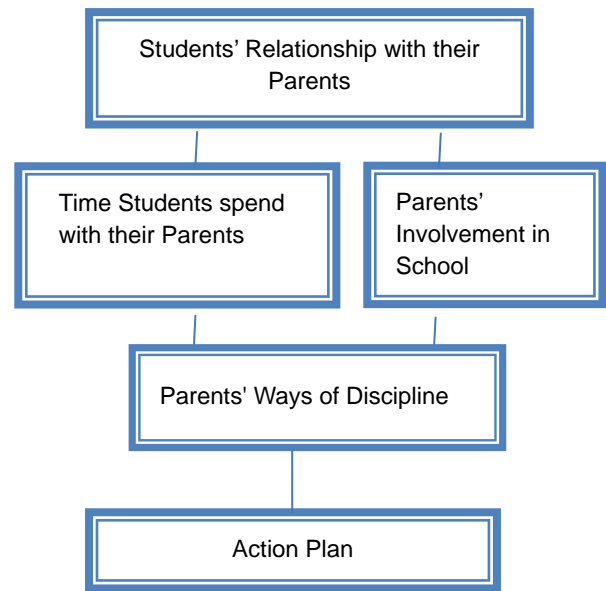 Students’ Relationship with their
Parents
Time Students spend
with their Parents
Parents’
Involvement in
School
Parents' Ways of Discipline
Action Plan